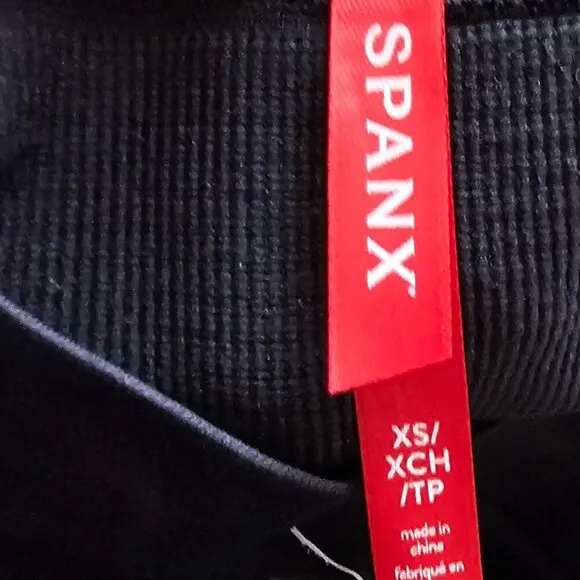 SPANX
XS/
XCH
/TP
made in
china
fabriqué en